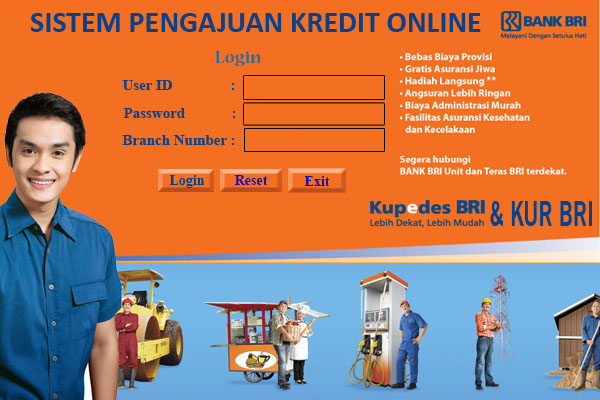 SISTEM PENGAJUAN KREDIT ONLINE
BANK BRI
Melayani Dengan Setulus Hati
Login
User ID :
Password :
Branch Number :
Login Reset Exit
• Bebas Biaya Provisi
• Gratis Asuransi Jiwa
• Hadiah Langsung **
• Angsuran Lebih Ringan
• Biaya Administrasi Murah
• Fasilitas Asuransi Kesehatan
dan Kecelakaan
Segera hubungi
BANK BRI Unit dan Teras BRI terdekat.
Kupedes BRI & KUR BRI
Lebih Dekat, Lebih Mudah